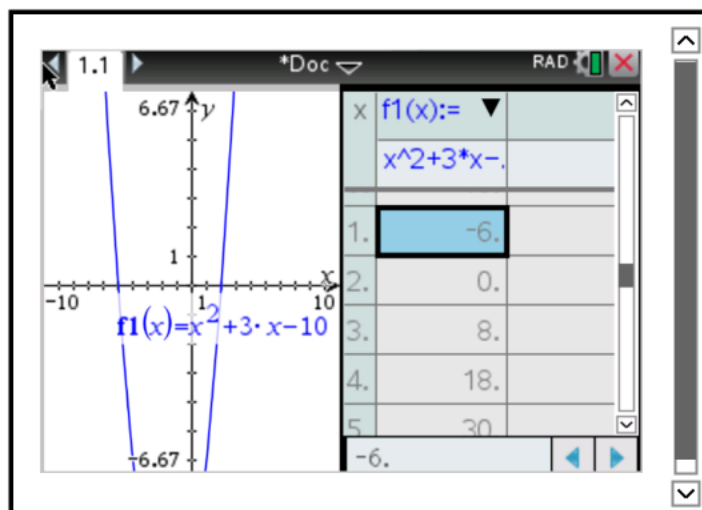 1.1 *Doc RAD
6.67 y
1
x
-10 1 10
f1(x)=x²+3·x-10
-6.67
x f1(x):= ▼
x^2+3*x-.
1. -6.
2. 0.
3. 8.
4. 18.
5. 30.
-6.